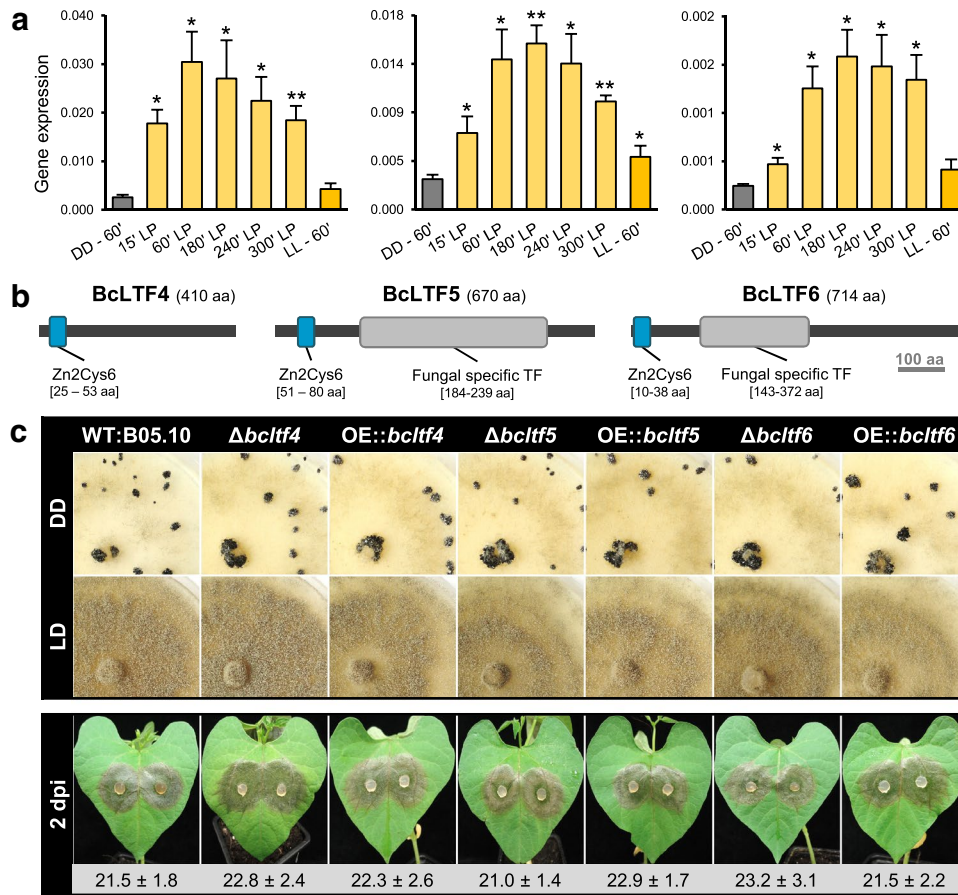 a
Gene expression
0.040
0.030
0.020
0.010
0.000
* * * * **
DD - 60' 15' LP 60' LP 180' LP 240' LP 300' LP LL - 60'
0.018
0.014
0.009
0.005
0.000
* * ** * ** *
DD - 60' 15' LP 60' LP 180' LP 240' LP 300' LP LL - 60'
0.002
0.002
0.001
0.001
0.000
* * * * *
DD - 60' 15' LP 60' LP 180' LP 240' LP 300' LP LL - 60'
b
BcLTF4 (410 aa)
Zn2Cys6
[25 – 53 aa]
BcLTF5 (670 aa)
Zn2Cys6
[51 – 80 aa]
Fungal specific TF
[184-239 aa]
BcLTF6 (714 aa)
Zn2Cys6
[10-38 aa]
Fungal specific TF
[143-372 aa]
100 aa
c
WT:B05.10 Δbcltf4 OE::bcltf4 Δbcltf5 OE::bcltf5 Δbcltf6 OE::bcltf6
DD
LD
2 dpi
21.5 ± 1.8 22.8 ± 2.4 22.3 ± 2.6 21.0 ± 1.4 22.9 ± 1.7 23.2 ± 3.1 21.5 ± 2.2